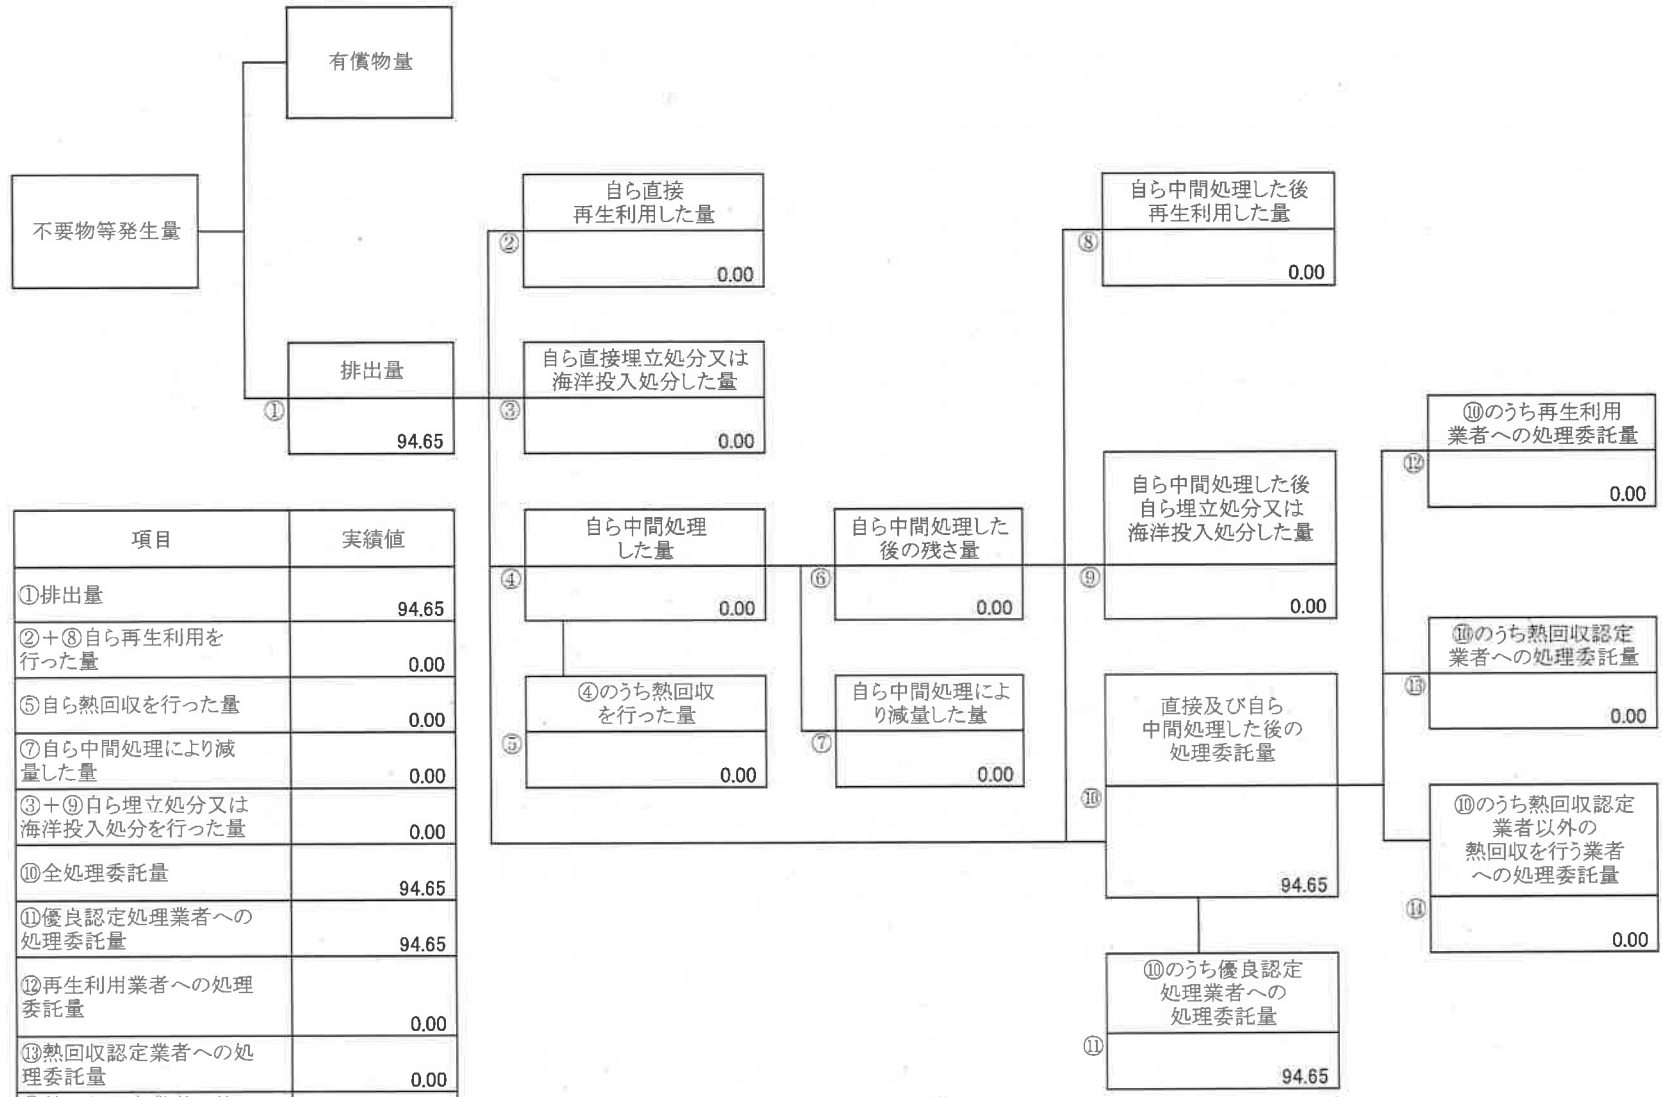 有償物量
不要物等発生量
排出量
①
94.65
自ら直接
再生利用した量
②
0.00
自ら直接埋立処分又は
海洋投入処分した量
③
0.00
自ら中間処理
した量
④
0.00
④のうち熱回収
を行った量
⑤
0.00
自ら中間処理した
後の残さ量
⑥
0.00
自ら中間処理によ
り減量した量
⑦
0.00
自ら中間処理した後
再生利用した量
⑧
0.00
自ら中間処理した後
自ら埋立処分又は
海洋投入処分した量
⑨
0.00
直接及び自ら
中間処理した後の
処理委託量
⑩
94.65
⑩のうち優良認定
処理業者への
処理委託量
⑪
94.65
⑩のうち再生利用
業者への処理委託量
⑫
0.00
⑩のうち熱回収認定
業者への処理委託量
⑬
0.00
⑩のうち熱回収認定
業者以外の
熱回収を行う業者
への処理委託量
⑭
0.00
項目 実績値
①排出量 94.65
②+⑧自ら再生利用を
行った量 0.00
⑤自ら熱回収を行った量 0.00
⑦自ら中間処理により減
量した量 0.00
③+⑨自ら埋立処分又は
海洋投入処分を行った量 0.00
⑩全処理委託量 94.65
⑪優良認定処理業者への
処理委託量 94.65
⑫再生利用業者への処理
委託量 0.00
⑬熱回収認定業者への処
理委託量 0.00